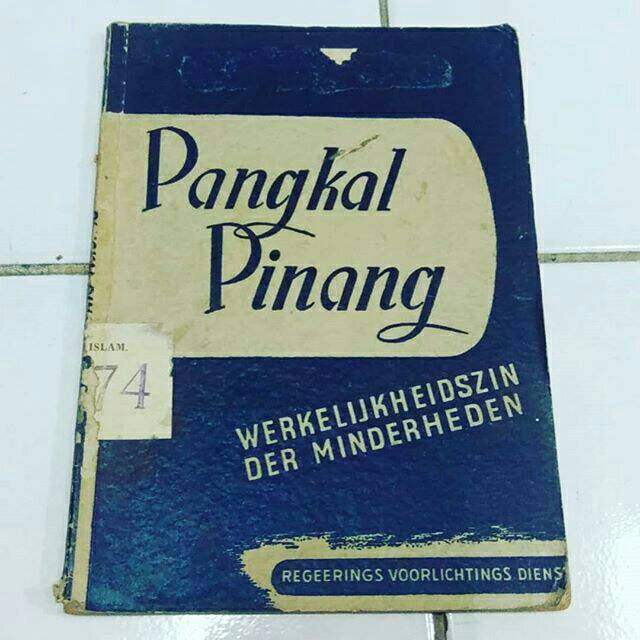 Pangkal
Pinang
ISLAM.
74
WERKELIJKHEIDSZIN
DER MINDERHEDEN
REGEERINGS VOORLICHTINGS DIENS